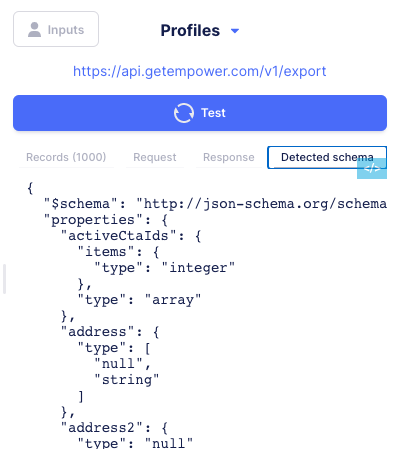 Inputs
Profiles
https://api.getempower.com/v1/export
Test
Records (1000) Request Response Detected schema
</>
{
"$schema": "http://json-schema.org/schema
"properties": {
"activeCtaIds": {
"items": {
"type": "integer"
},
"type": "array"
},
"address": {
"type": [
"null",
"string"
]
},
"address2": {
"type": "null"